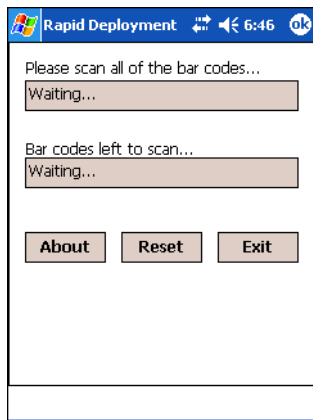 Rapid Deployment 6:46 ok
Please scan all of the bar codes...
Waiting...
Bar codes left to scan...
Waiting...
About Reset Exit